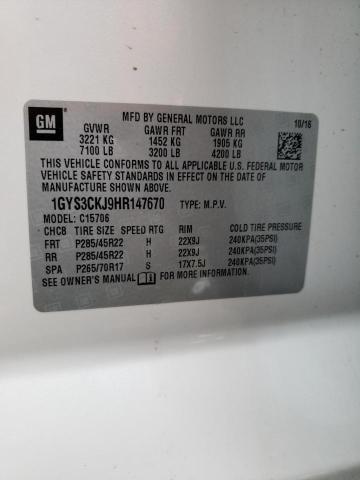 GM
MFD BY GENERAL MOTORS LLC 10/16
GVWR GAWR FRT GAWR RR
3221 KG 1452 KG 1905 KG
7100 LB 3200 LB 4200 LB
THIS VEHICLE CONFORMS TO ALL APPLICABLE U.S. FEDERAL MOTOR
VEHICLE SAFETY STANDARDS IN EFFECT ON THE DATE OF
MANUFACTURE SHOWN ABOVE.
1GYS3CKJ9HR147670 TYPE: M.P.V.
MODEL: C15706
CHC8 TIRE SIZE SPEED RTG RIM COLD TIRE PRESSURE
FRT P285/45R22 H 22X9J 240KPA(35PSI)
RR P285/45R22 H 22X9J 240KPA(35PSI)
SPA P265/70R17 S 17X7.5J 240KPA(35PSI)
SEE OWNER'S MANUAL FOR MORE INFORMATION.